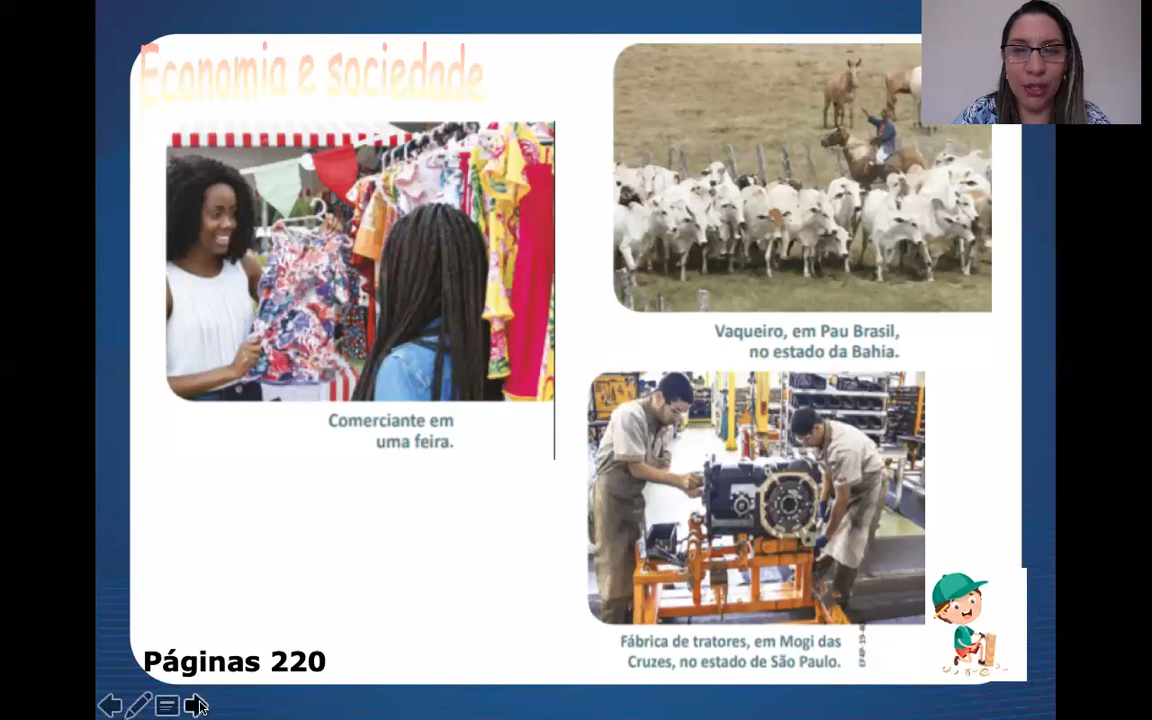 Economia e sociedade
Comerciante em
uma feira.
Vaqueiro, em Pau Brasil,
no estado da Bahia.
Fábrica de tratores, em Mogi das
Cruzes, no estado de São Paulo.
Páginas 220